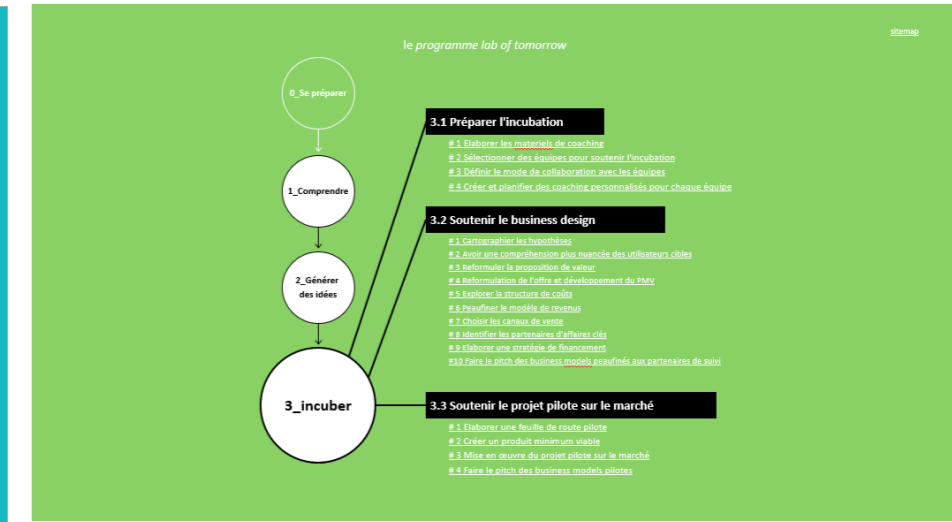 sitemap
le programme lab of tomorrow
0_Se préparer
1_Comprendre
2_Générer
des idées
3_incuber
3.1 Préparer l'incubation
# 1 Elaborer les materiels de coaching
# 2 Sélectionner des équipes pour soutenir l'incubation
# 3 Définir le mode de collaboration avec les équipes
# 4 Créer et planifier des coaching personnalisés pour chaque équipe
3.2 Soutenir le business design
# 1 Cartographier les hypothèses
# 2 Avoir une compréhension plus nuancée des utilisateurs cibles
# 3 Reformuler la proposition de valeur
# 4 Reformulation de l'offre et développement du PMV
# 5 Explorer la structure de coûts
# 6 Peaufiner le modèle de revenus
# 7 Choisir les canaux de vente
# 8 Identifier les partenaires d'affaires clés
# 9 Elaborer une stratégie de financement
#10 Faire le pitch des business models peaufinés aux partenaires de suivi
3.3 Soutenir le projet pilote sur le marché
# 1 Elaborer une feuille de route pilote
# 2 Créer un produit minimum viable
# 3 Mise en œuvre du projet pilote sur le marché
# 4 Faire le pitch des business models pilotes